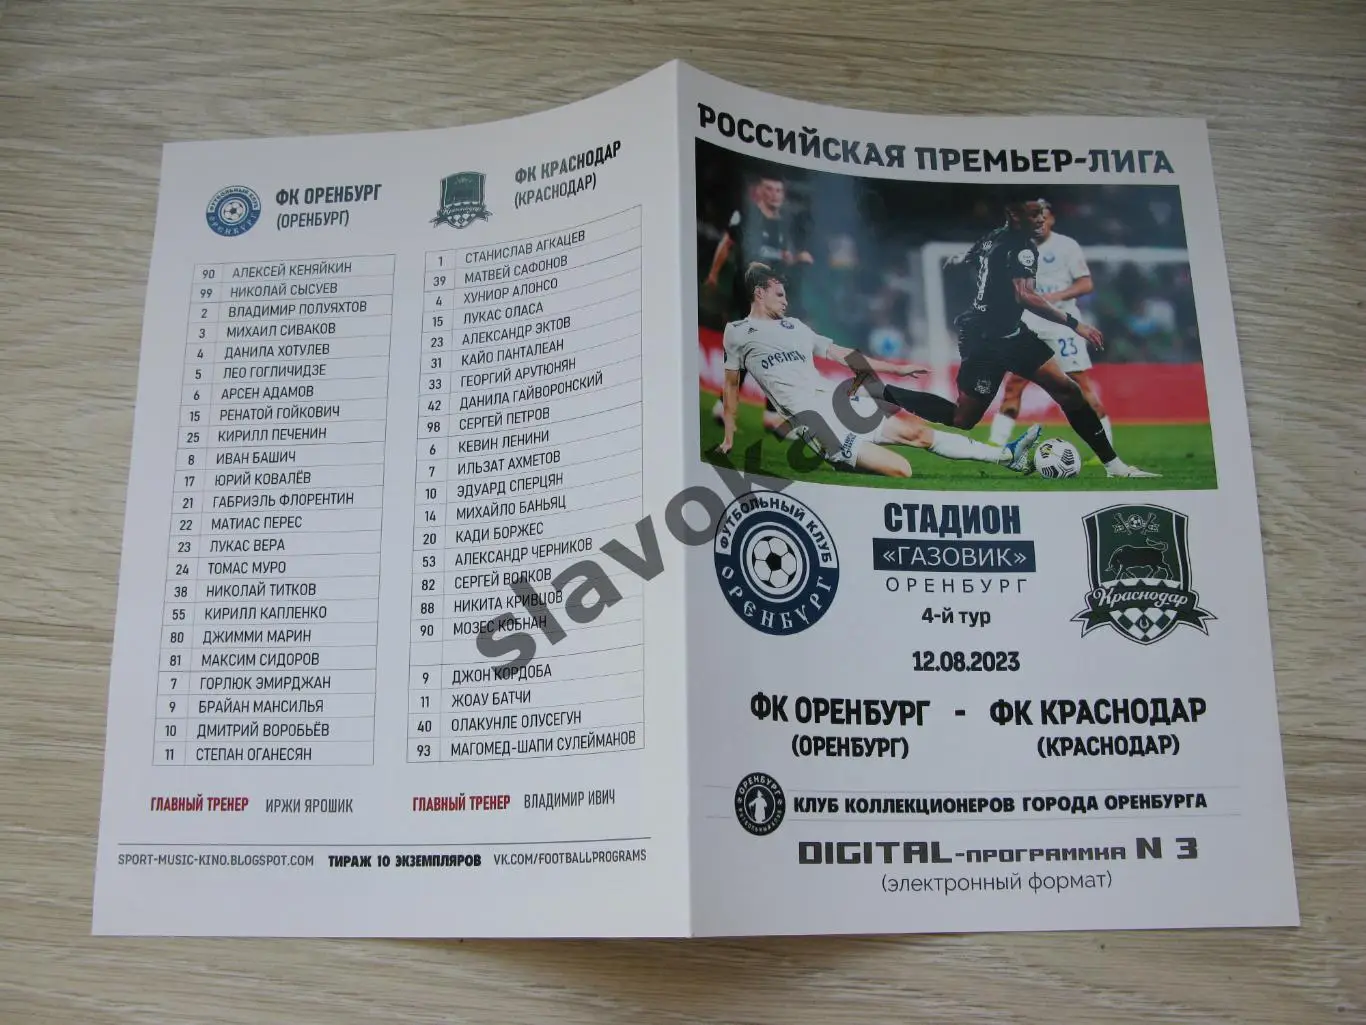 ФК ОРЕНБУРГ
(ОРЕНБУРГ)
90 АЛЕКСЕЙ КЕНЯЙКИН
99 НИКОЛАЙ СЫСУЕВ
2 ВЛАДИМИР ПОЛУЯХТОВ
3 МИХАИЛ СИВАКОВ
4 ДАНИЛА ХОТУЛЕВ
5 ЛЕО ГОГЛИЧИДЗЕ
6 АРСЕН АДАМОВ
15 РЕНАТОЙ ГОЙКОВИЧ
25 КИРИЛЛ ПЕЧЕНИН
8 ИВАН БАШИЧ
17 ЮРИЙ КОВАЛЁВ
21 ГАБРИЭЛЬ ФЛОРЕНТИН
22 МАТИАС ПЕРЕС
23 ЛУКАС ВЕРА
24 ТОМАС МУРО
38 НИКОЛАЙ ТИТКОВ
55 КИРИЛЛ КАПЛЕНКО
80 ДЖИММИ МАРИН
81 МАКСИМ СИДОРОВ
7 ГОРЛЮК ЭМИРДЖАН
9 БРАЙАН МАНСИЛЬЯ
10 ДМИТРИЙ ВОРОБЬЁВ
11 СТЕПАН ОГАНЕСЯН
ГЛАВНЫЙ ТРЕНЕР ИРЖИ ЯРОШИК
ФК КРАСНОДАР
(КРАСНОДАР)
1 СТАНИСЛАВ АГКАЦЕВ
39 МАТВЕЙ САФОНОВ
4 ХУНИОР АЛОНСО
15 ЛУКАС ОЛАСА
23 АЛЕКСАНДР ЭКТОВ
31 КАЙО ПАНТАЛЕАН
33 ГЕОРГИЙ АРУТЮНЯН
42 ДАНИЛА ГАЙВОРОНСКИЙ
98 СЕРГЕЙ ПЕТРОВ
6 КЕВИН ЛЕНИНИ
7 ИЛЬЗАТ АХМЕТОВ
10 ЭДУАРД СПЕРЦЯН
14 МИХАЙЛО БАНЬЯЦ
20 КАДИ БОРЖЕС
53 АЛЕКСАНДР ЧЕРНИКОВ
82 СЕРГЕЙ ВОЛКОВ
88 НИКИТА КРИВЦОВ
90 МОЗЕС КОБНАН
9 ДЖОН КОРДОБА
11 ЖОАУ БАТЧИ
40 ОЛАКУНЛЕ ОЛУСЕГУН
93 МАГОМЕД-ШАПИ СУЛЕЙМАНОВ
ГЛАВНЫЙ ТРЕНЕР ВЛАДИМИР ИВИЧ
SPORT-MUSIC-KINO.BLOGSPOT.COM ТИРАЖ 10 ЭКЗЕМПЛЯРОВ VK.COM/FOOTBALLPROGRAMS
РОССИЙСКАЯ ПРЕМЬЕР-ЛИГА
ОРЕНБУРГ
23
ФУТБОЛЬНЫЙ КЛУБ
ОРЕНБУРГ
СТАДИОН
«ГАЗОВИК»
ОРЕНБУРГ
4-й тур
Краснодар
12.08.2023
ФК ОРЕНБУРГ - ФК КРАСНОДАР
(ОРЕНБУРГ) (КРАСНОДАР)
КЛУБ КОЛЛЕКЦИОНЕРОВ ГОРОДА ОРЕНБУРГА
DIGITAL-программка N 3
(электронный формат)
slavokad